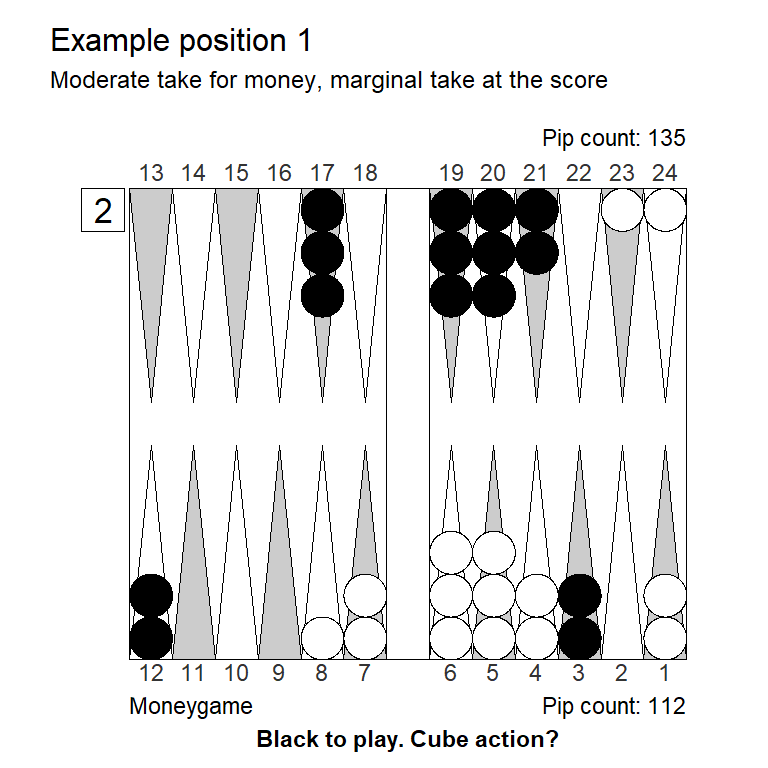 Example position 1
Moderate take for money, marginal take at the score
Pip count: 135
13 14 15 16 17 18 19 20 21 22 23 24
2
12 11 10 9 8 7 6 5 4 3 2 1
Moneygame Pip count: 112
Black to play. Cube action?